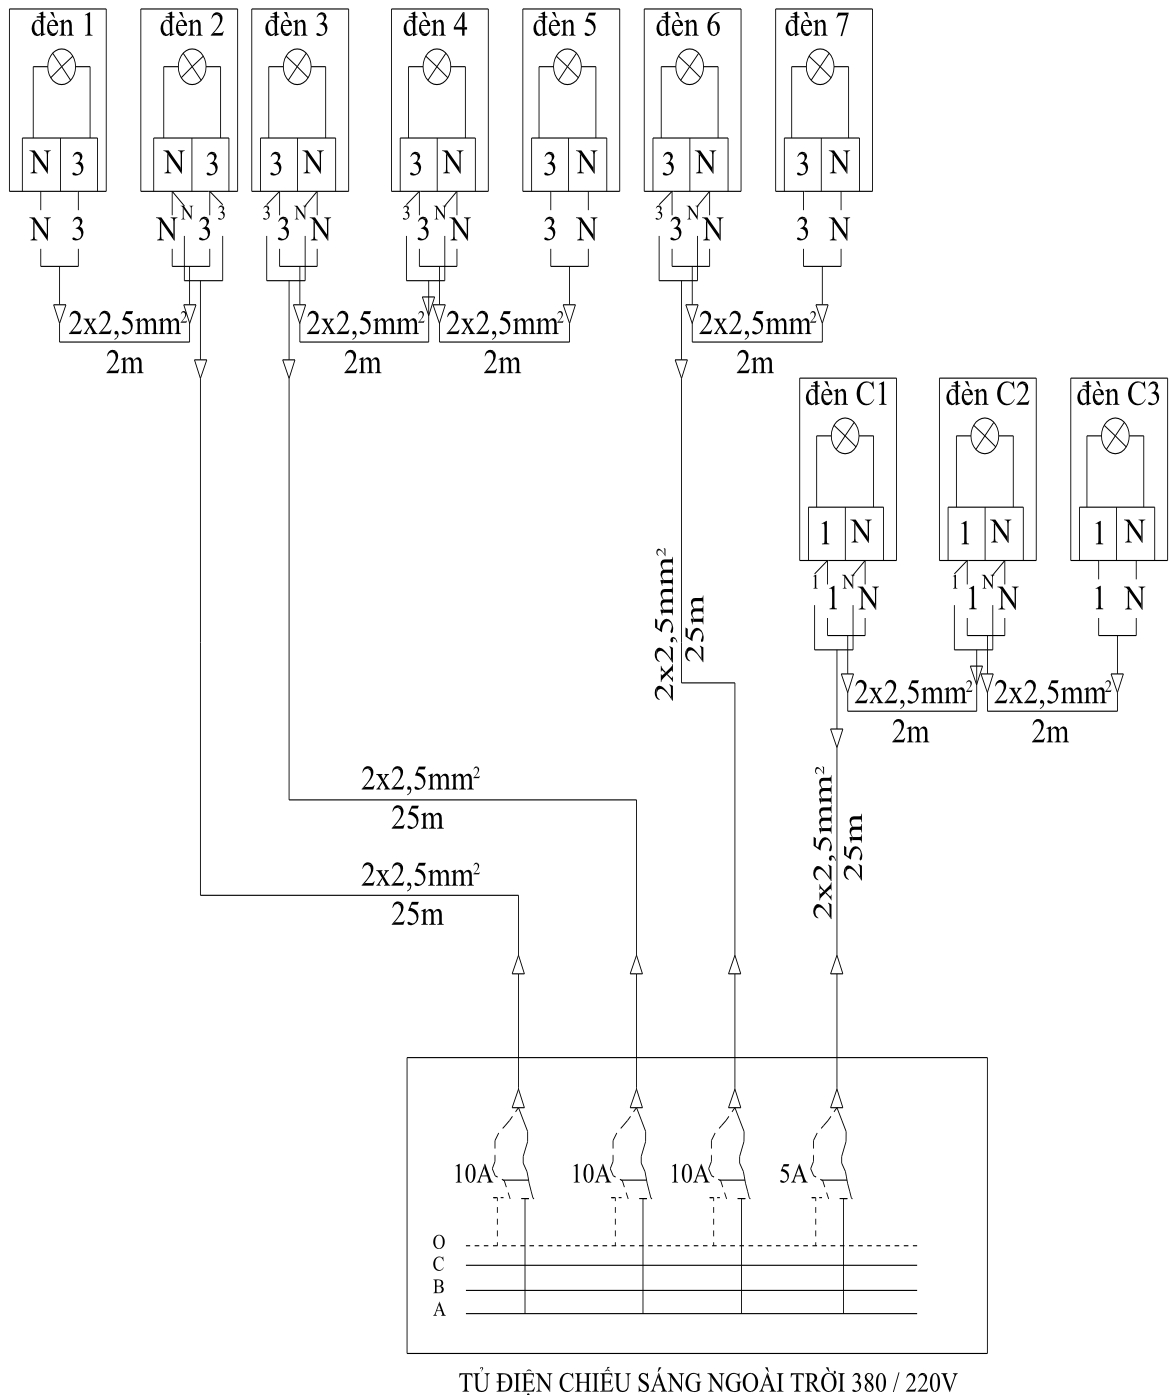 đèn 1 đèn 2 đèn 3 đèn 4 đèn 5 đèn 6 đèn 7
N 3 N 3 3 N 3 N 3 N 3 N 3 N
N 3 3 N 3 N 3 N
N 3 N 3 3 N 3 N 3 N 3 N 3 N
2x2,5mm² 2x2,5mm² 2x2,5mm² 2x2,5mm²
2m 2m 2m 2m
đèn C1 đèn C2 đèn C3
1 N 1 N 1 N
1 N 1 N
1 N 1 N 1 N
2x2,5mm²
25m
2x2,5mm² 2x2,5mm²
2m 2m
2x2,5mm²
25m
2x2,5mm²
25m
2x2,5mm²
25m
10A 10A 10A 5A
O
C
B
A
TỦ ĐIỆN CHIẾU SÁNG NGOÀI TRỜI 380 / 220V